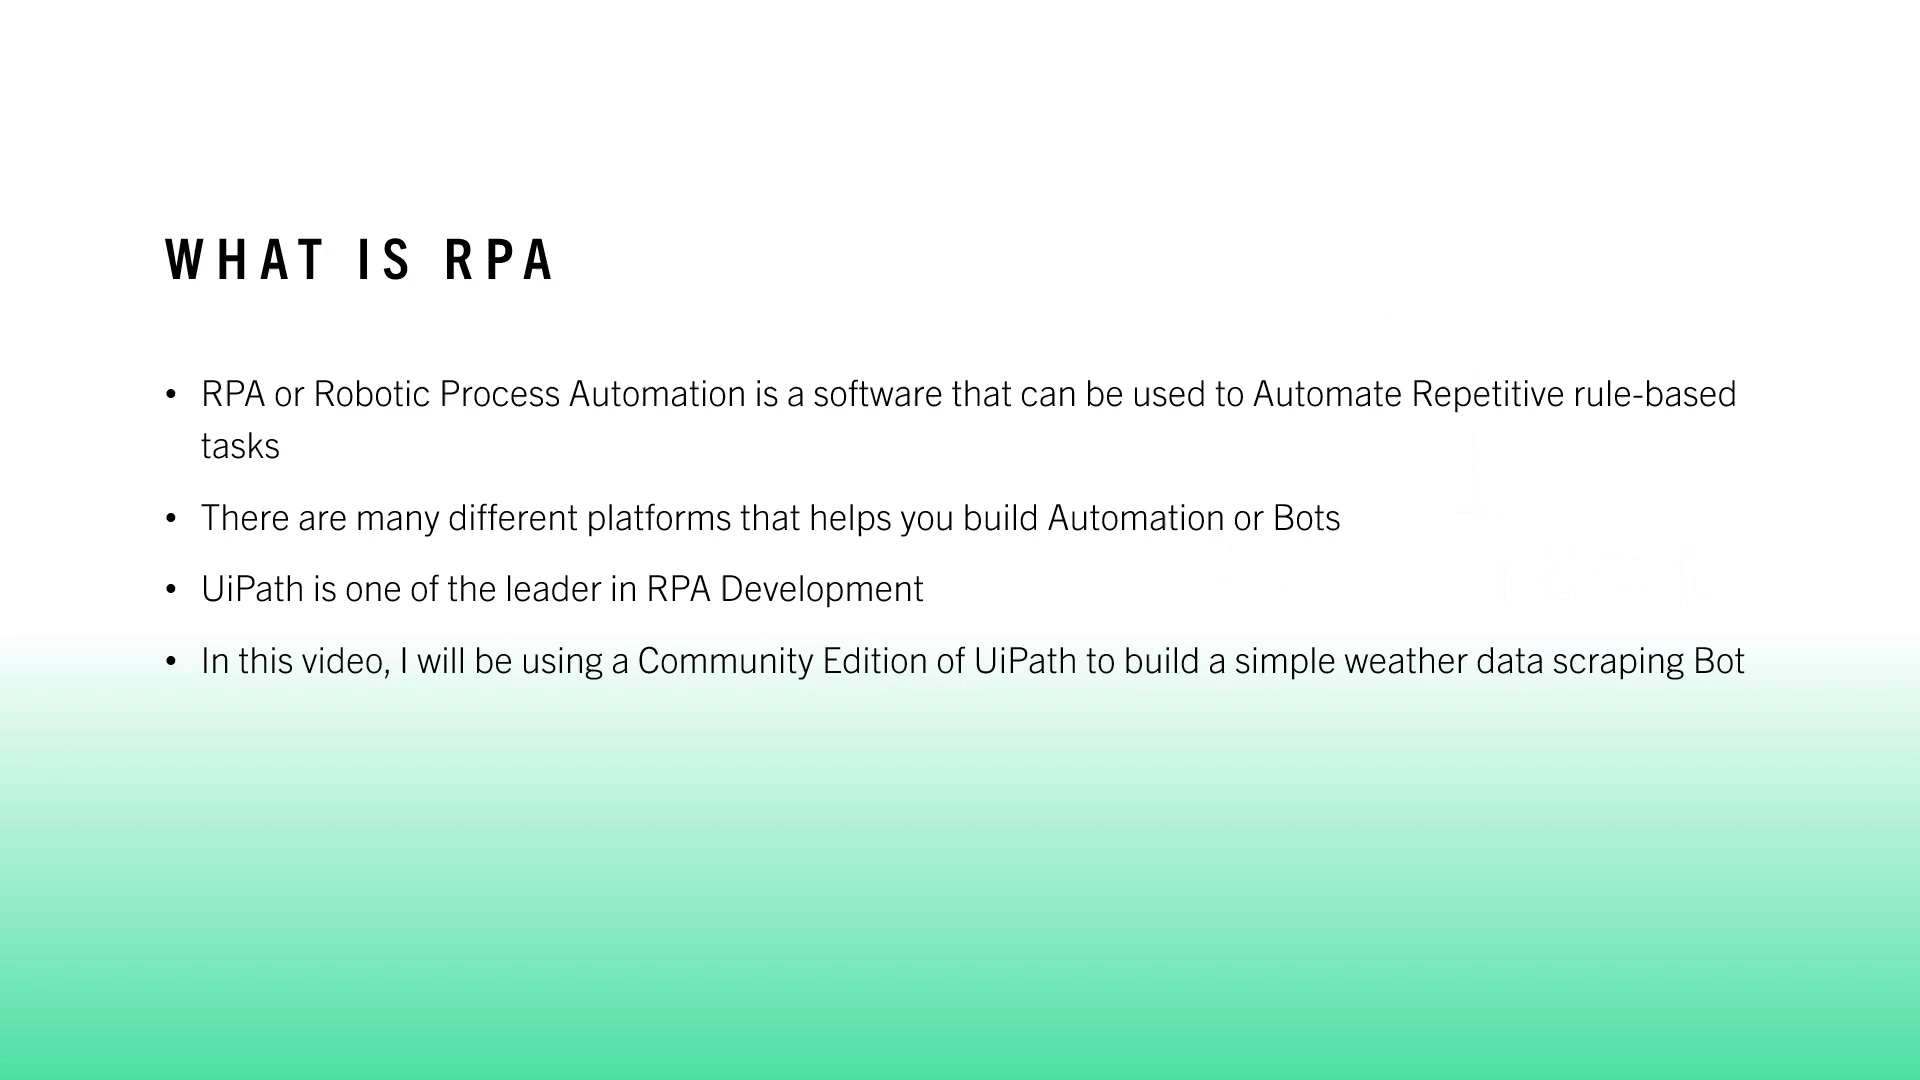 WHAT IS RPA
• RPA or Robotic Process Automation is a software that can be used to Automate Repetitive rule-based
tasks
• There are many different platforms that helps you build Automation or Bots
• UiPath is one of the leader in RPA Development
• In this video, I will be using a Community Edition of UiPath to build a simple weather data scraping Bot